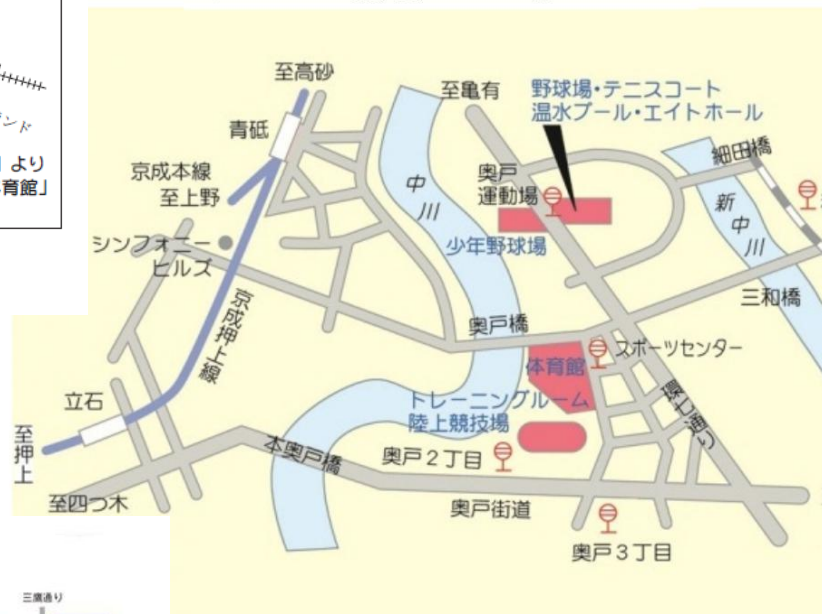 より
育館」
至高砂
青砥
京成本線
至上野
シンフォニー
ヒルズ
京成押上線
立石
至押上
至四つ木
中川
至亀有
野球場・テニスコート
温水プール・エイトホール
奥戸
運動場
少年野球場
細田橋
新中川
三和橋
奥戸橋
スポーツセンター
体育館
トレーニングルーム
陸上競技場
環七通り
本奥戸橋
奥戸2丁目
奥戸街道
奥戸3丁目
三鷹通り